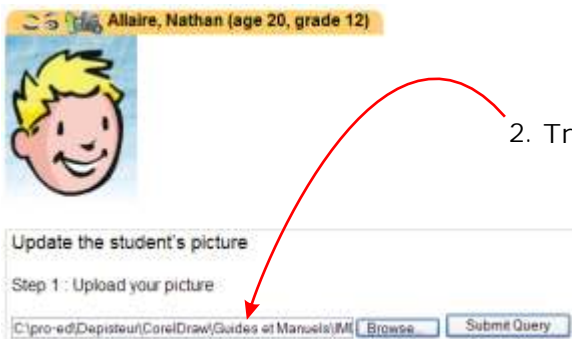 Allaire, Nathan (age 20, grade 12)
2. Tr
Update the student's picture
Step 1 : Upload your picture
C:\pro-ed\Depisteur\CorelDraw\Guides et Manuels\IM Browse... Submit Query